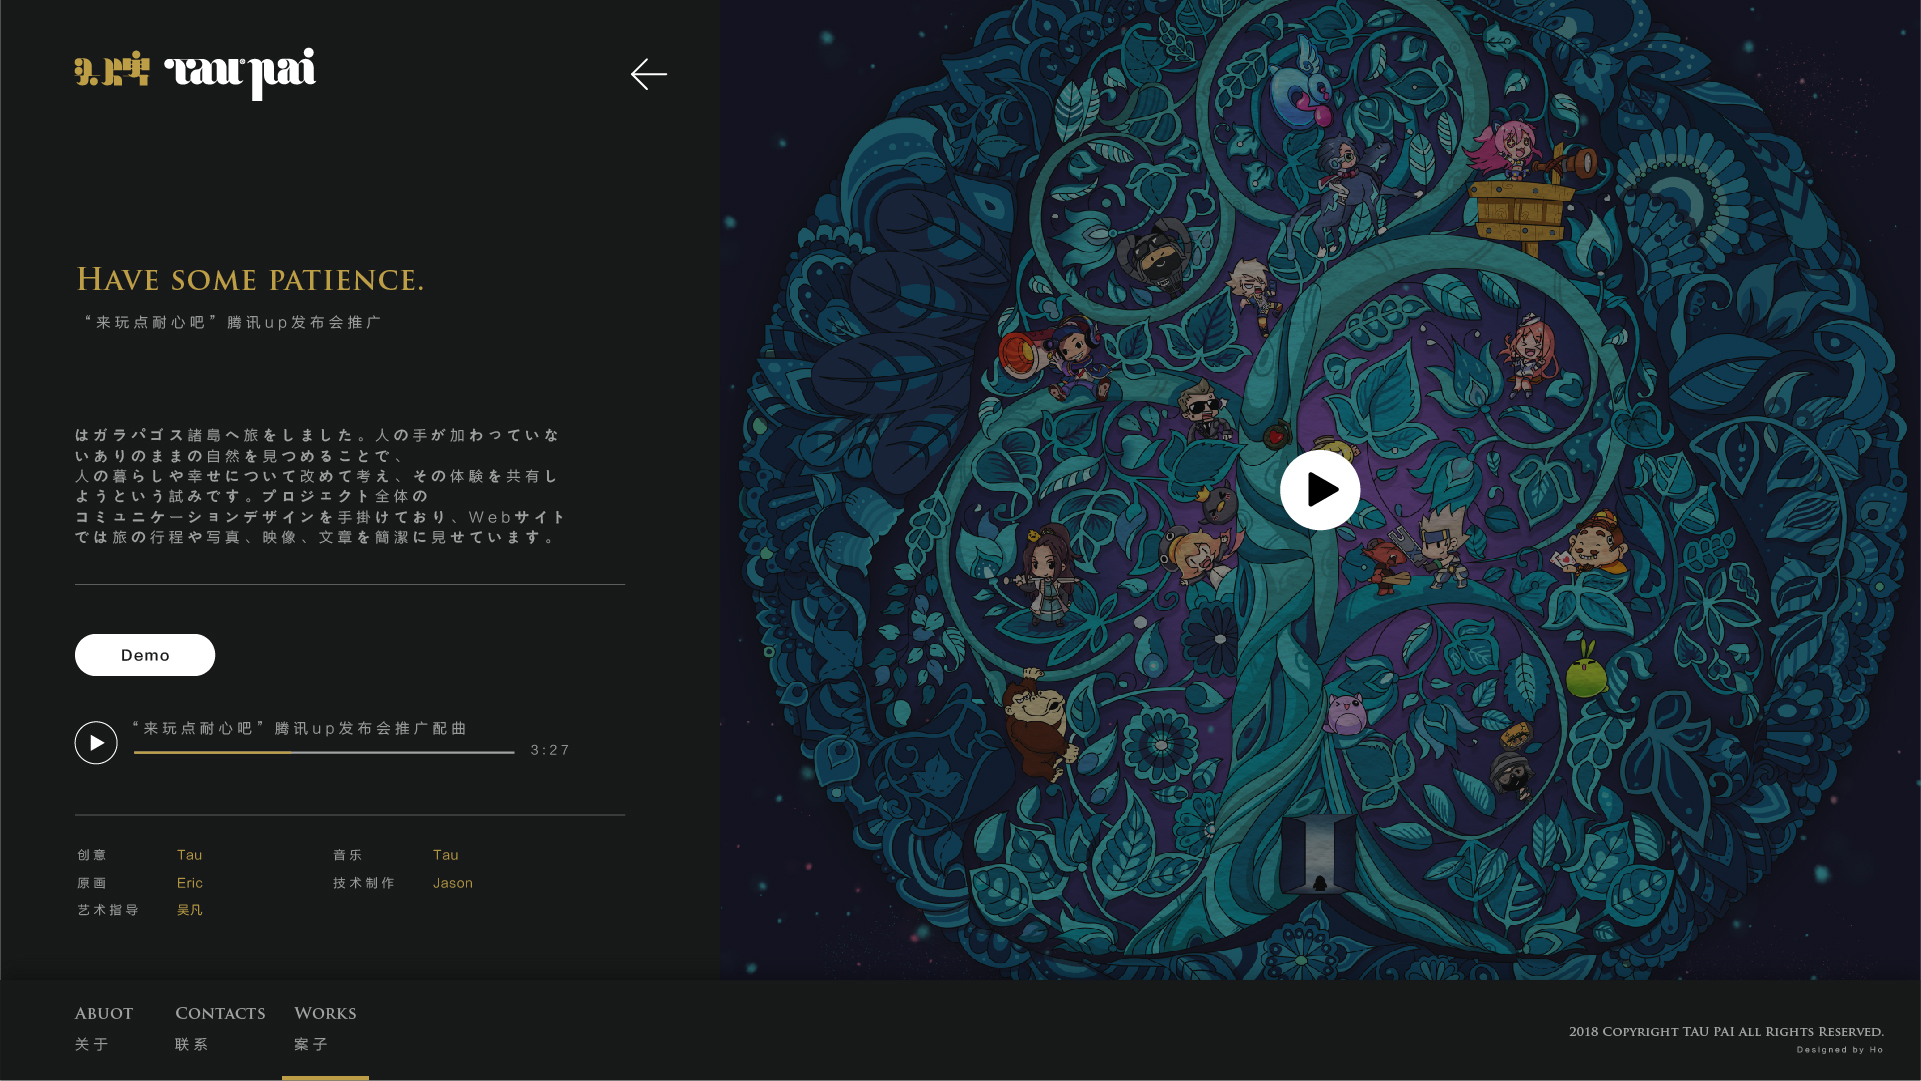 TAU PAI
HAVE SOME PATIENCE.
“来玩点耐心吧”腾讯up发布会推广
はガラパゴス諸島へ旅をしました。人の手が加わっていな
いありのままの自然を見つめることで、
人の暮らしや幸せについて改めて考え、その体験を共有し
ようという試みです。プロジェクト全体の
コミュニケーションデザインを手掛けており、Webサイト
では旅の行程や写真、映像、文章を簡潔に見せています。
Demo
“来玩点耐心吧”腾讯up发布会推广配曲
3:27
创意 Tau 音乐 Tau
原画 Eric 技术制作 Jason
艺术指导 吴凡
ABUOT CONTACTS WORKS
关于 联系 案子
2018 COPYRIGHT TAU PAI ALL RIGHTS RESERVED.
Designed by Ho